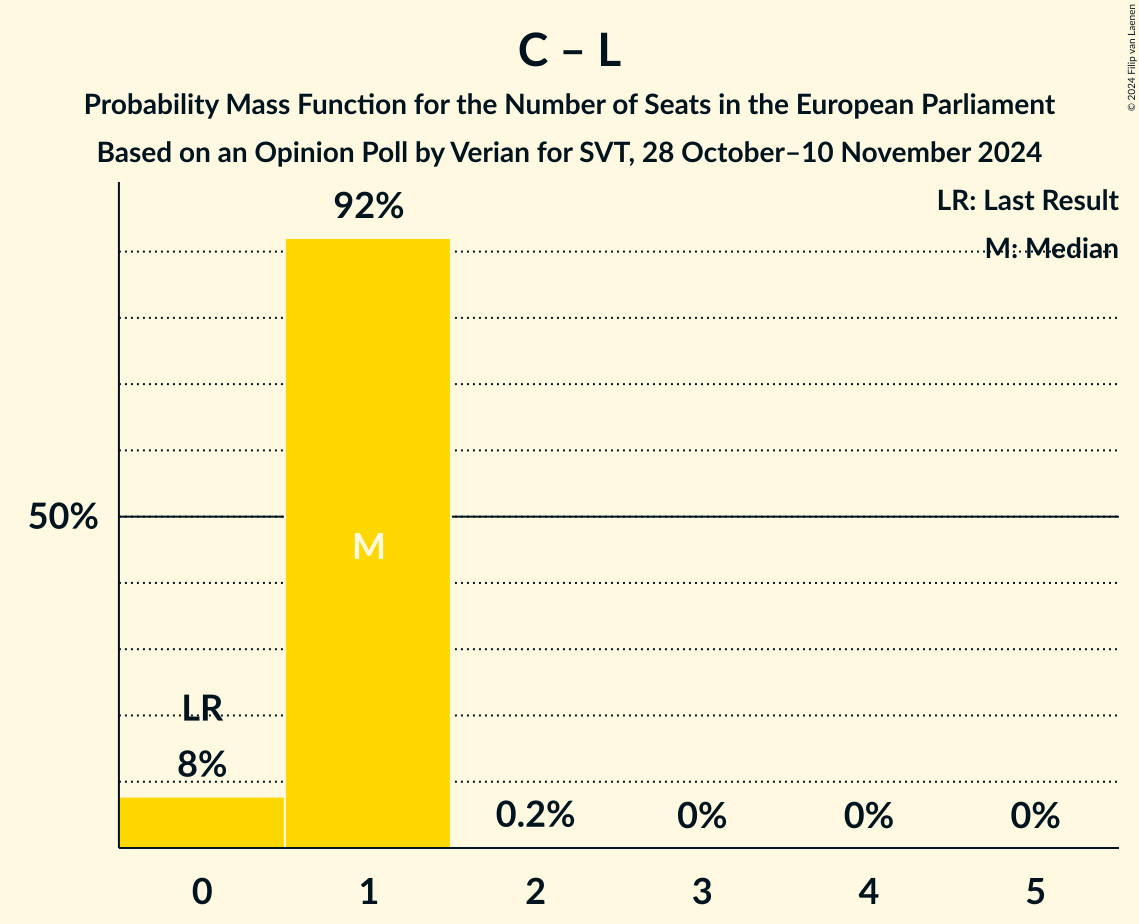 C – L
Probability Mass Function for the Number of Seats in the European Parliament
Based on an Opinion Poll by Verian for SVT, 28 October–10 November 2024
© 2024 Filip van Laenen
LR: Last Result
M: Median
92%
50%
M
LR
8%
0.2%
0%
0%
0%
0 1 2 3 4 5